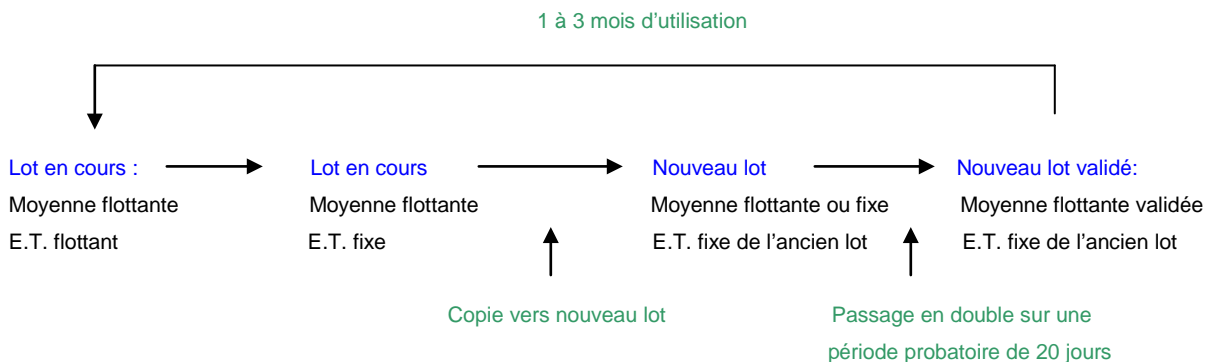 1 à 3 mois d’utilisation
Lot en cours :
Moyenne flottante
E.T. flottant
Lot en cours
Moyenne flottante
E.T. fixe
Nouveau lot
Moyenne flottante ou fixe
E.T. fixe de l’ancien lot
Nouveau lot validé:
Moyenne flottante validée
E.T. fixe de l’ancien lot
Copie vers nouveau lot
Passage en double sur une
période probatoire de 20 jours